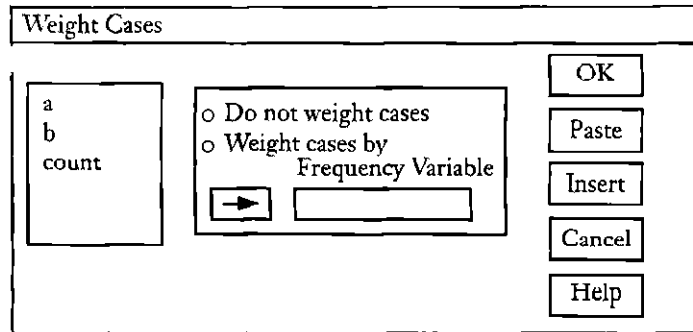 Weight Cases
a
b
count
Do not weight cases
Weight cases by
Frequency Variable
OK
Paste
Insert
Cancel
Help